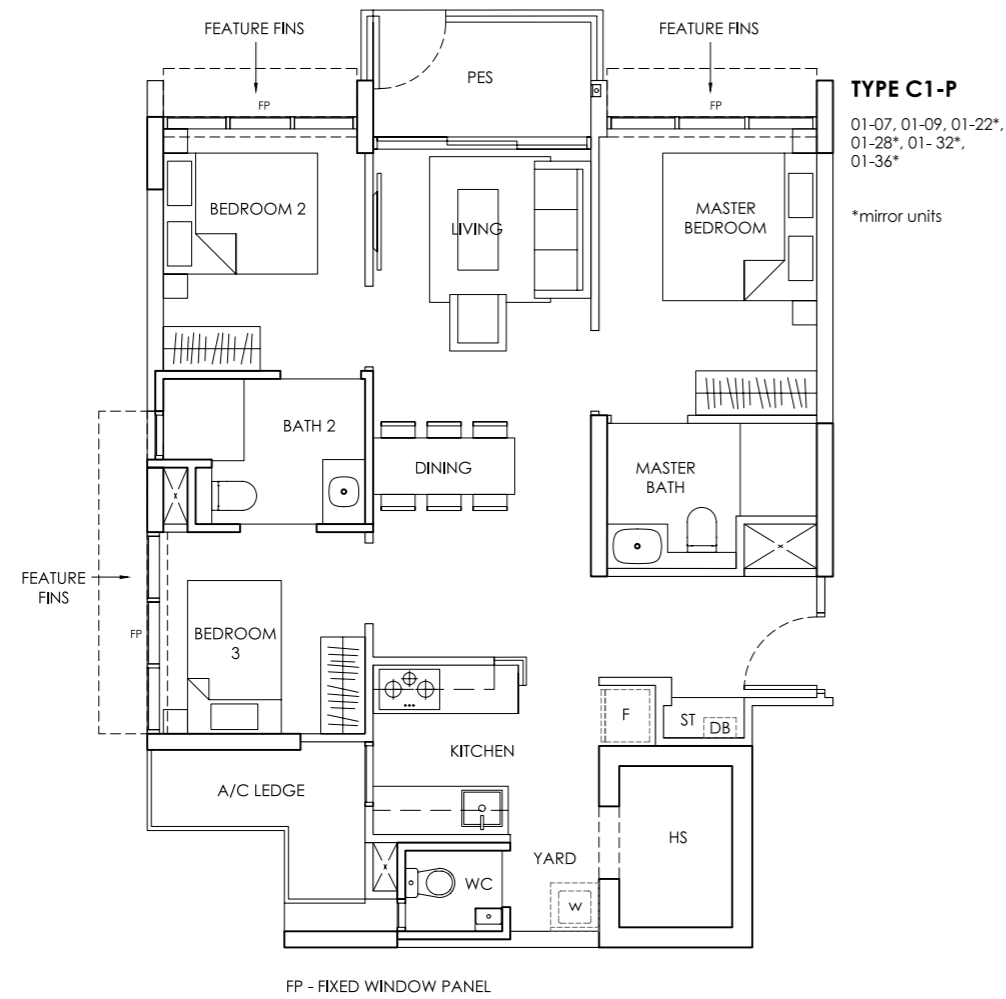 FEATURE FINS
FEATURE FINS
PES
FP
FP
TYPE C1-P
01-07, 01-09, 01-22*,
01-28*, 01- 32*,
01-36*
*mirror units
BEDROOM 2
LIVING
MASTER
BEDROOM
BATH 2
DINING
MASTER
BATH
FEATURE
FINS
FP
BEDROOM
3
F
ST
DB
KITCHEN
A/C LEDGE
HS
YARD
WC
W
FP - FIXED WINDOW PANEL